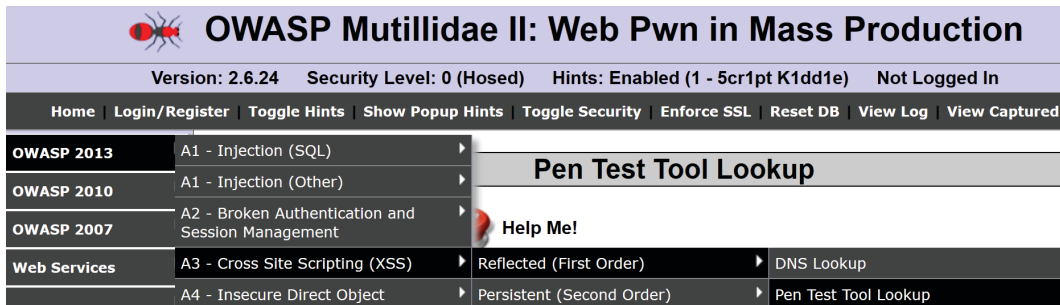 OWASP Mutillidae II: Web Pwn in Mass Production
Version: 2.6.24 Security Level: 0 (Hosed) Hints: Enabled (1 - 5cr1pt K1dd1e) Not Logged In
Home | Login/Register | Toggle Hints | Show Popup Hints | Toggle Security | Enforce SSL | Reset DB | View Log | View Captured
OWASP 2013
OWASP 2010
OWASP 2007
Web Services
A1 - Injection (SQL)
A1 - Injection (Other)
A2 - Broken Authentication and
Session Management
A3 - Cross Site Scripting (XSS)
A4 - Insecure Direct Object
Pen Test Tool Lookup
Help Me!
Reflected (First Order)
Persistent (Second Order)
DNS Lookup
Pen Test Tool Lookup